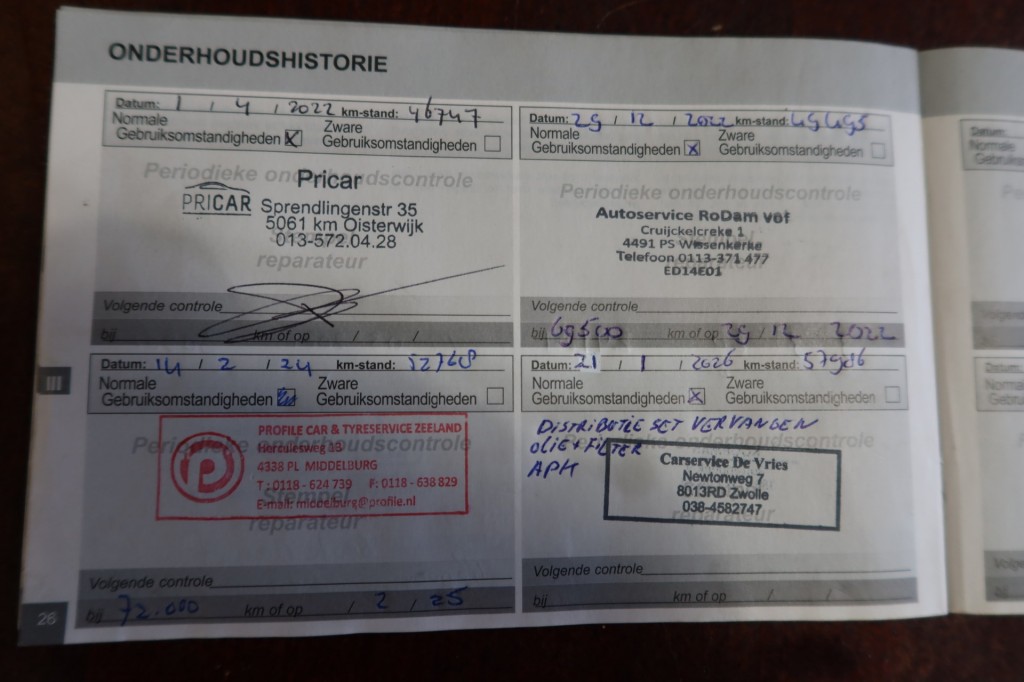 ONDERHOUDSHISTORIE
Datum: 1 / 4 / 2022 km-stand: 46747
Normale
Gebruiksomstandigheden
Zware
Gebruiksomstandigheden
Periodieke onderhoudscontrole
PRICAR
Pricar
Sprendlingenstr 35
5061 km Oisterwijk
013-572.04.28
reparateur
Volgende controle
bij km of op / /
Datum: 29 / 12 / 2022 km-stand: 49495
Normale
Gebruiksomstandigheden
Zware
Gebruiksomstandigheden
Periodieke onderhoudscontrole
Autoservice RoDam vof
Cruijckelcreke 1
4491 PS Wissenkerke
Telefoon 0113-371 477
ED14E01
reparateur
Volgende controle
bij 69500 km of op 29 / 12 2022
III
Datum: 14 / 2 / 24 km-stand: 52768
Normale
Gebruiksomstandigheden
Zware
Gebruiksomstandigheden
Periodieke onderhoudscontrole
PROFILE CAR & TYRESERVICE ZEELAND
Herculesweg 13
4338 PL MIDDELBURG
T : 0118 - 624 739 F: 0118 - 638 829
E-mail: middelburg@profile.nl
Stempel
reparateur
Volgende controle
bij 72.000 km of op / 2 / 25
Datum: 21 / 1 / 2026 km-stand:
Normale
Gebruiksomstandigheden
Zware
Gebruiksomstandigheden
DISTRIBUTIE SET VERVANGEN
OLIE+FILTER
APK
Periodieke onderhoudscontrole
Carservice De Vries
Newtonweg 7
8013RD Zwolle
038-4582747
reparateur
Volgende controle
bij km of op / /
26